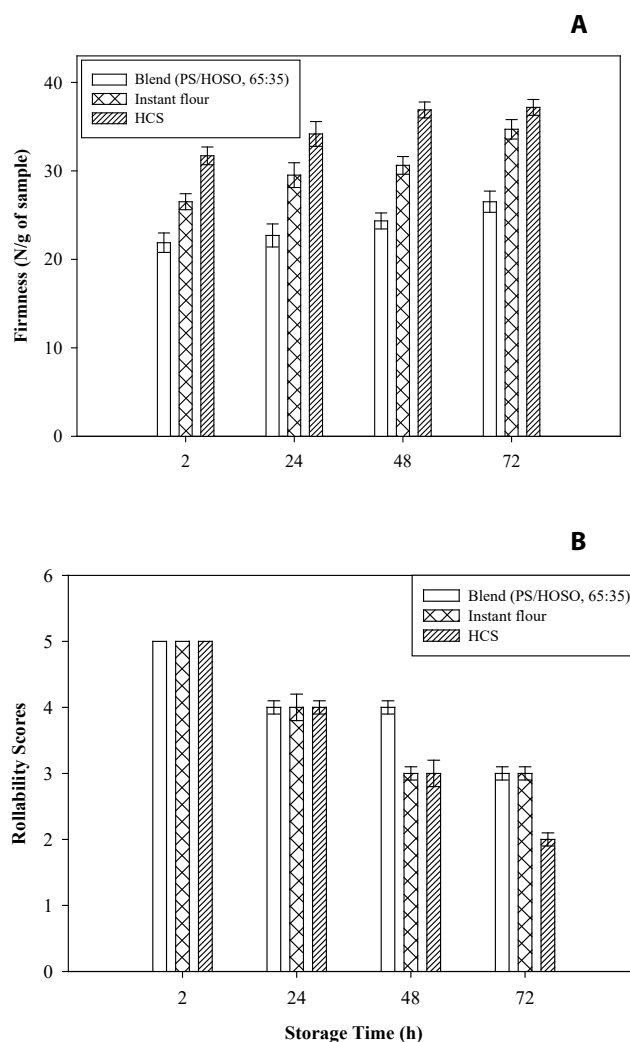 A
Blend (PS/HOSO, 65:35)
Instant flour
HCS
40
30
20
10
0
Firmness (N/g of sample)
2 24 48 72
B
6
Blend (PS/HOSO, 65:35)
Instant flour
HCS
5
4
3
2
1
0
Rollability Scores
2 24 48 72
Storage Time (h)